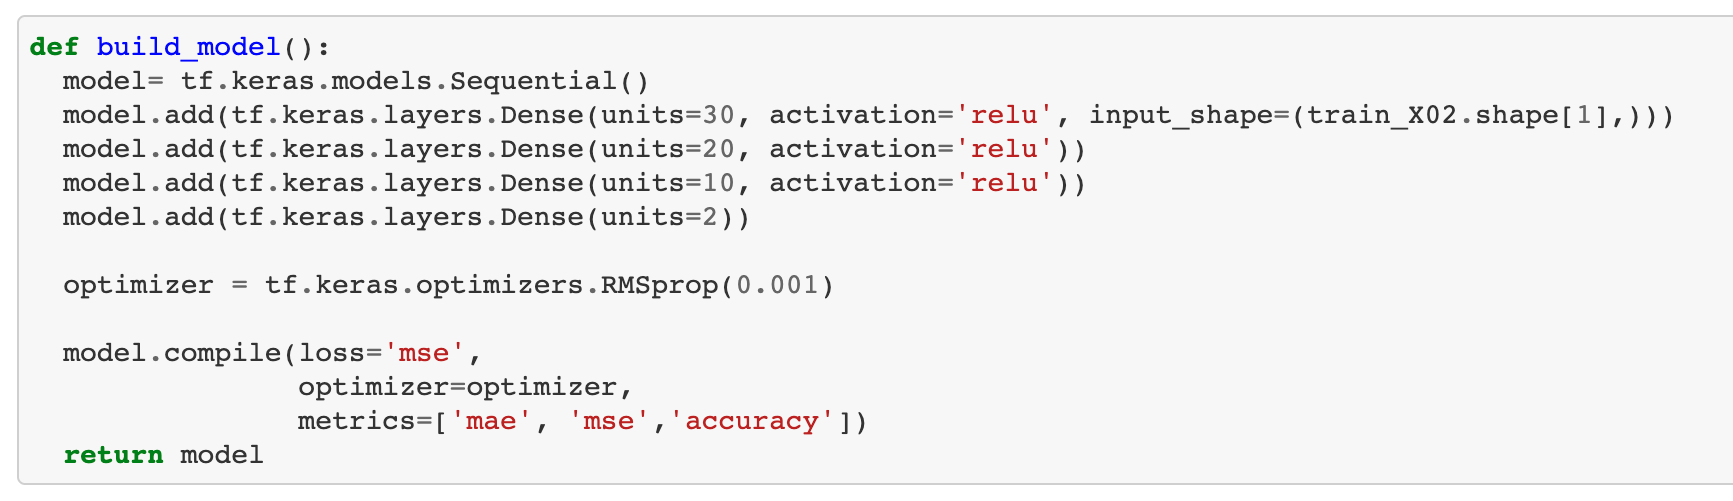 def build_model():
  model= tf.keras.models.Sequential()
  model.add(tf.keras.layers.Dense(units=30, activation='relu', input_shape=(train_X02.shape[1],)))
  model.add(tf.keras.layers.Dense(units=20, activation='relu'))
  model.add(tf.keras.layers.Dense(units=10, activation='relu'))
  model.add(tf.keras.layers.Dense(units=2))

  optimizer = tf.keras.optimizers.RMSprop(0.001)

  model.compile(loss='mse',
                optimizer=optimizer,
                metrics=['mae', 'mse','accuracy'])
  return model